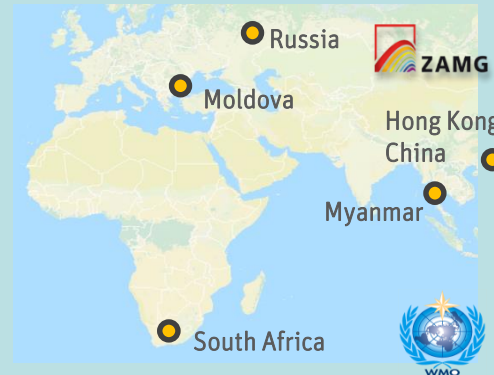 Russia
ZAMG
Moldova
Hong Kong
China
Myanmar
South Africa
WMO